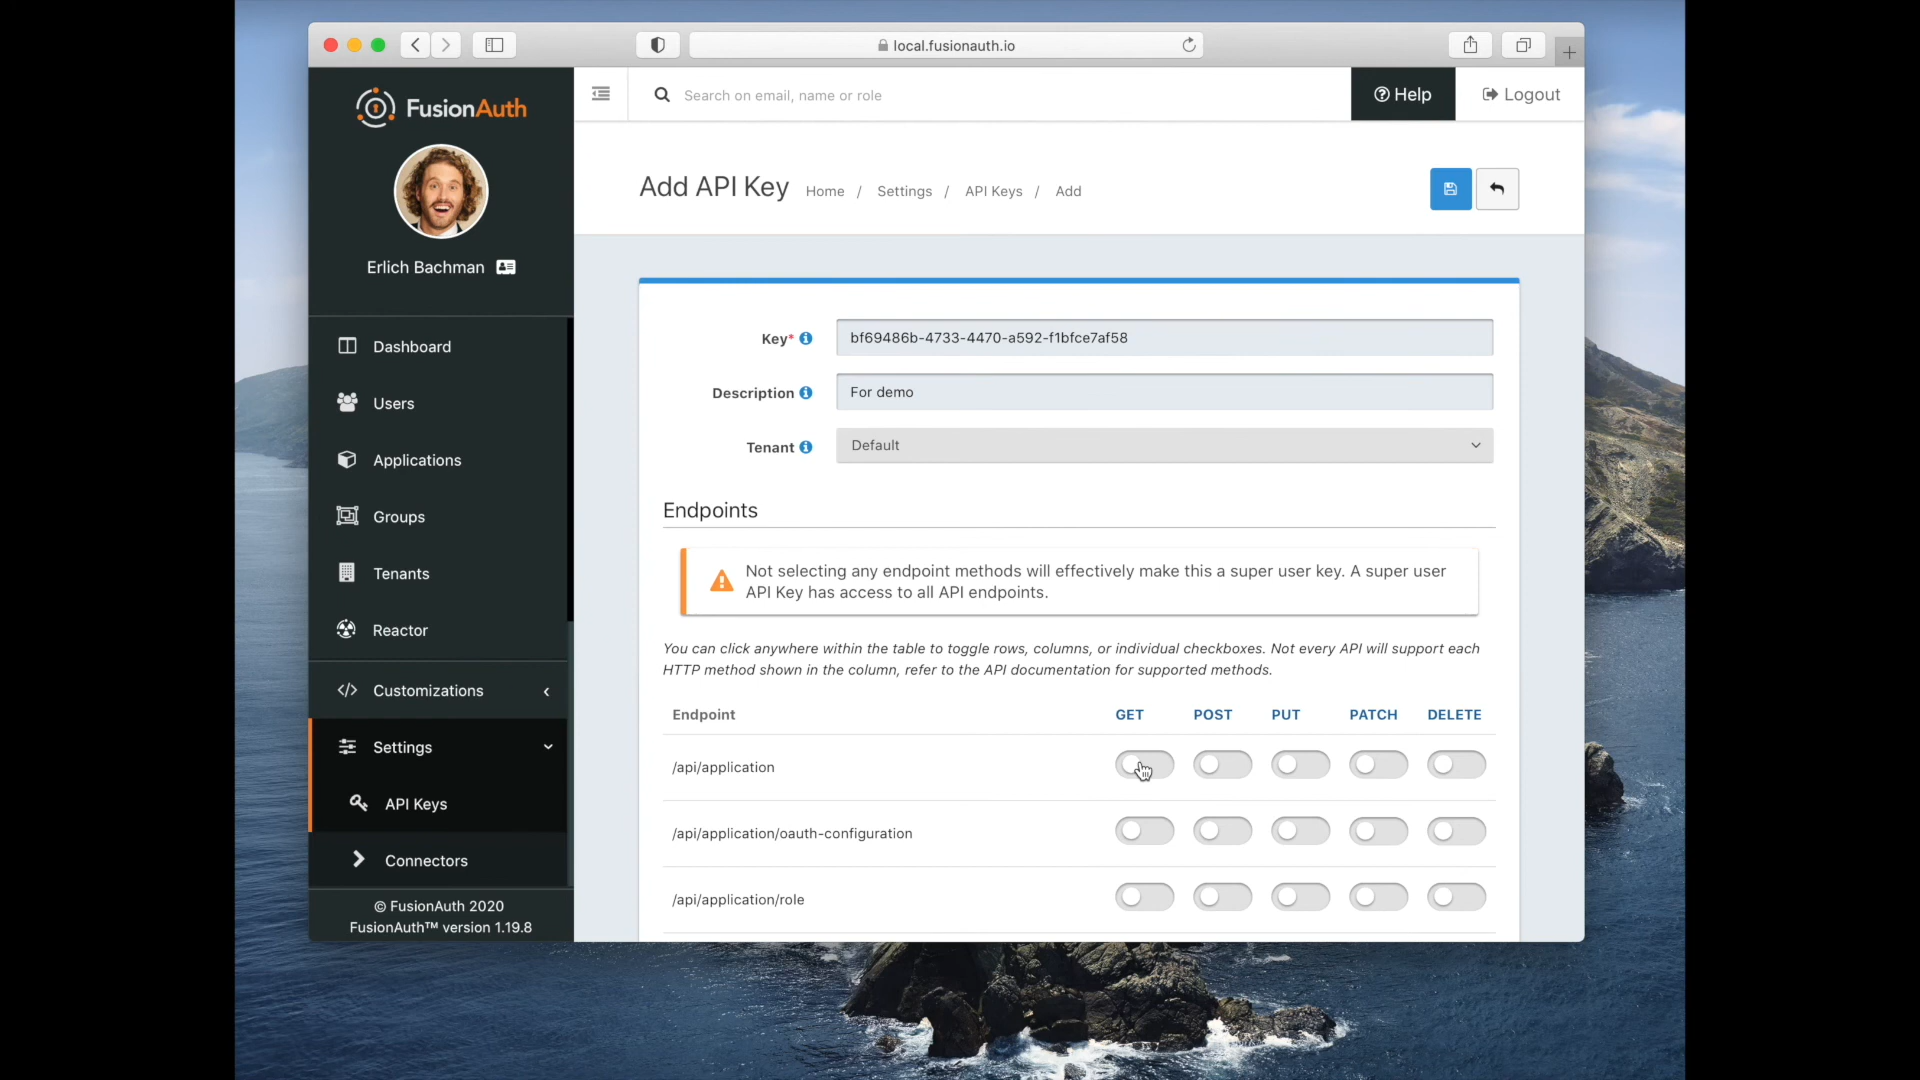 local.fusionauth.io
FusionAuth
Search on email, name or role
Help
Logout
Add API Key
Home / Settings / API Keys / Add
Erlich Bachman
Dashboard
Users
Applications
Groups
Tenants
Reactor
Customizations
Settings
API Keys
Connectors
© FusionAuth 2020
FusionAuth™ version 1.19.8
Key* bf69486b-4733-4470-a592-f1bfce7af58
Description For demo
Tenant Default
Endpoints
Not selecting any endpoint methods will effectively make this a super user key. A super user
API Key has access to all API endpoints.
You can click anywhere within the table to toggle rows, columns, or individual checkboxes. Not every API will support each
HTTP method shown in the column, refer to the API documentation for supported methods.
Endpoint GET POST PUT PATCH DELETE
/api/application
/api/application/oauth-configuration
/api/application/role